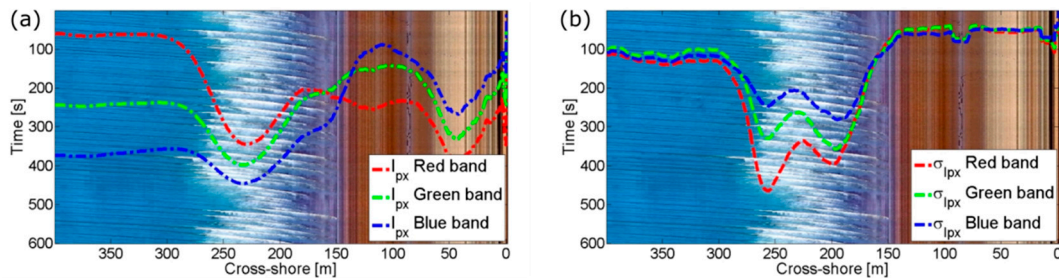 (a)
Time [s]
100
200
300
400
500
600
350
300
250
200
150
100
50
0
Cross-shore [m]
Ipx Red band
Ipx Green band
Ipx Blue band
(b)
Time [s]
100
200
300
400
500
600
350
300
250
200
150
100
50
0
Cross-shore [m]
σIpx Red band
σIpx Green band
σIpx Blue band